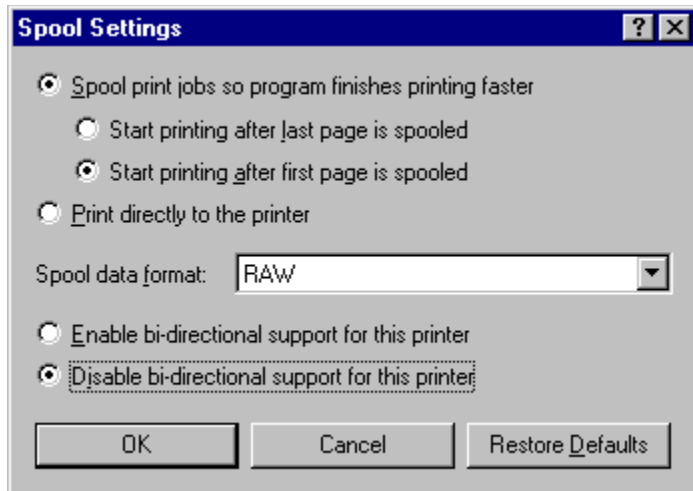 Spool Settings
Spool print jobs so program finishes printing faster
Start printing after last page is spooled
Start printing after first page is spooled
Print directly to the printer
Spool data format: RAW
Enable bi-directional support for this printer
Disable bi-directional support for this printer
OK Cancel Restore Defaults